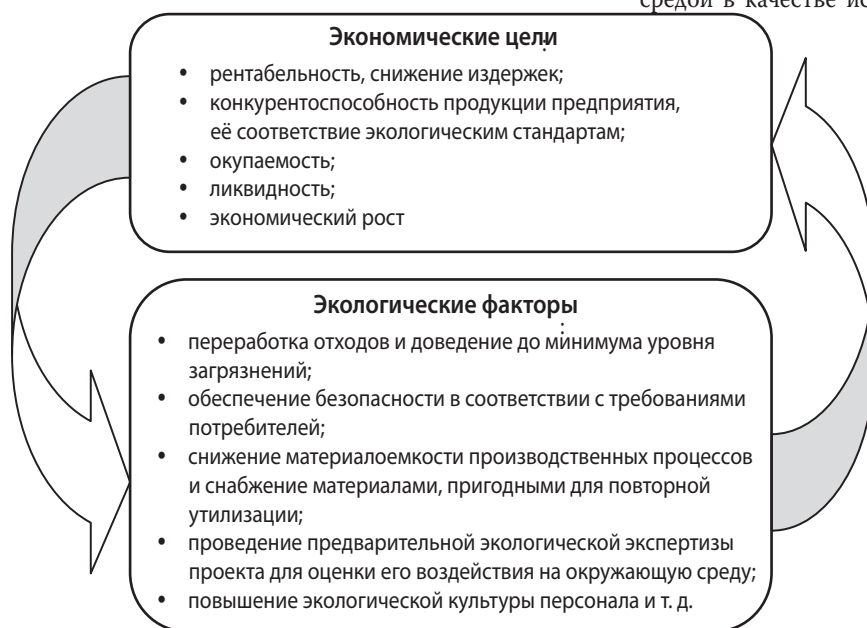 средой в качестве
Экономические цели
• рентабельность, снижение издержек;
• конкурентоспособность продукции предприятия,
её соответствие экологическим стандартам;
• окупаемость;
• ликвидность;
• экономический рост
Экологические факторы
• переработка отходов и доведение до минимума уровня
загрязнений;
• обеспечение безопасности в соответствии с требованиями
потребителей;
• снижение материалоемкости производственных процессов
и снабжение материалами, пригодными для повторной
утилизации;
• проведение предварительной экологической экспертизы
проекта для оценки его воздействия на окружающую среду;
• повышение экологической культуры персонала и т. д.